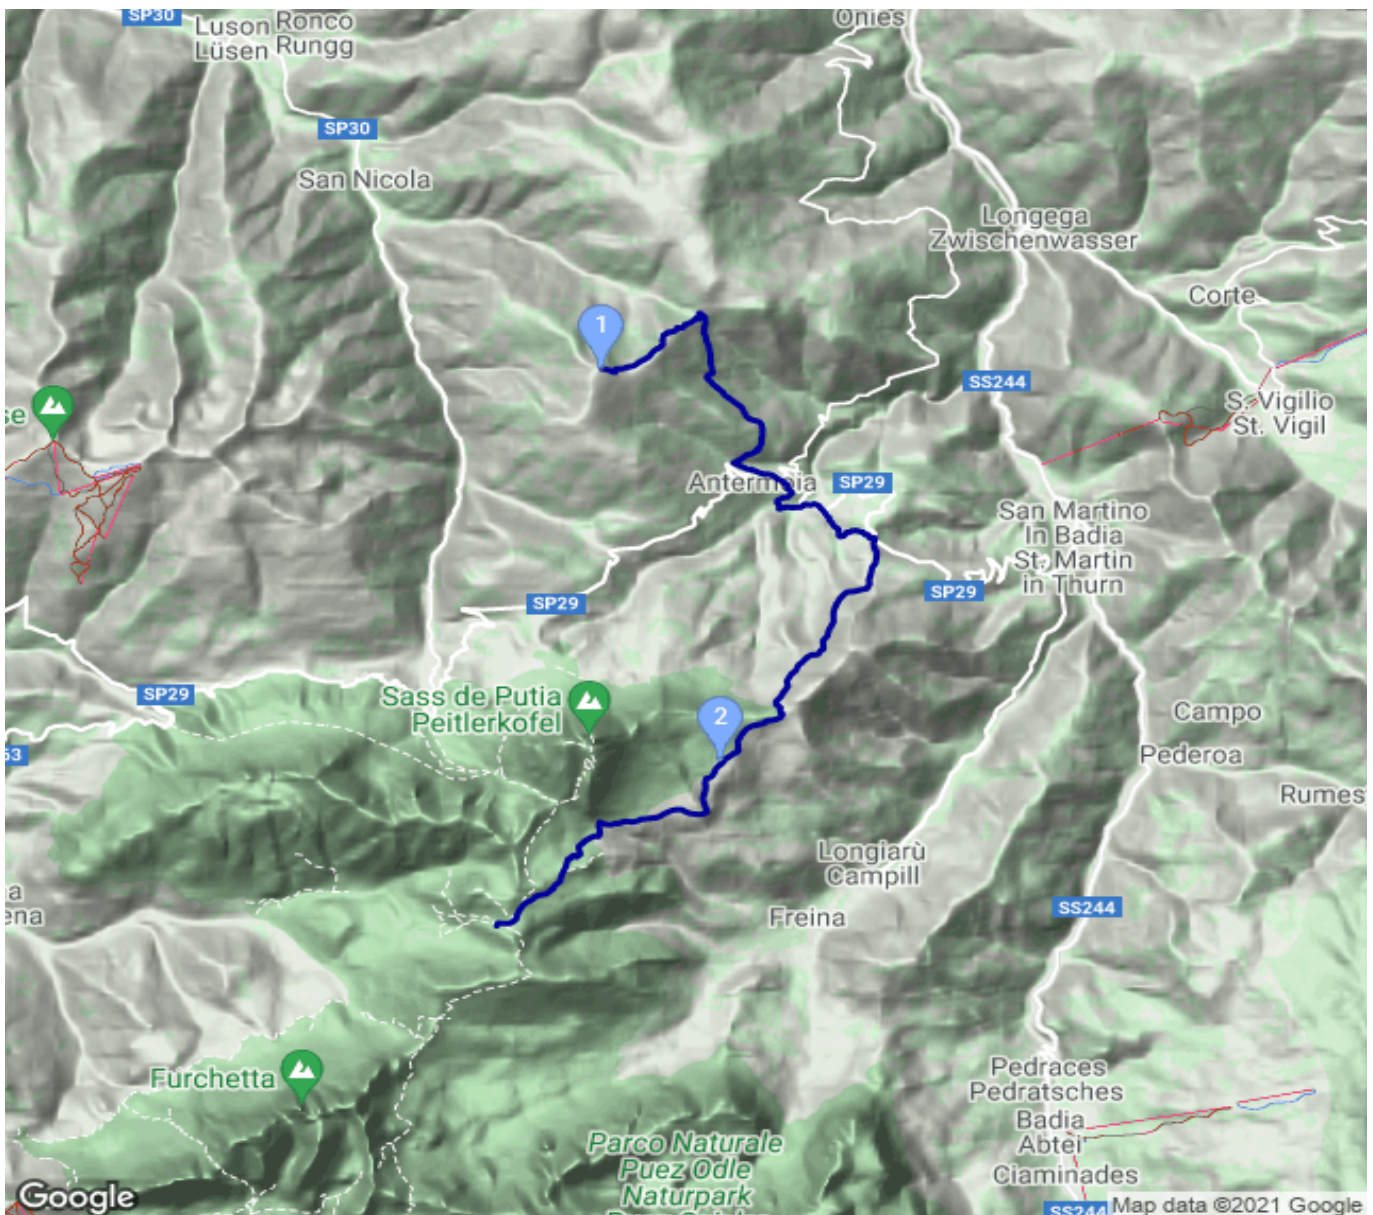 SP30
Onies
Luson
Lüsen
Ronco
Rungg
SP30
San Nicola
Longega
Zwischenwasser
Corte
1
SS244
se
S. Vigilio
St. Vigil
Antermoia
SP29
San Martino
In Badia
St. Martin
in Thurn
SP29
SP29
SP29
Sass de Putia
Peitlerkofel
2
Campo
63
Pederoa
Rumes
Longiarù
Campill
a
ena
Freina
SS244
Furchetta
Pedraces
Pedratsches
Badia
Abtei
Ciaminades
Parco Naturale
Puez Odle
Naturpark
Google
SS244
Map data ©2021 Google